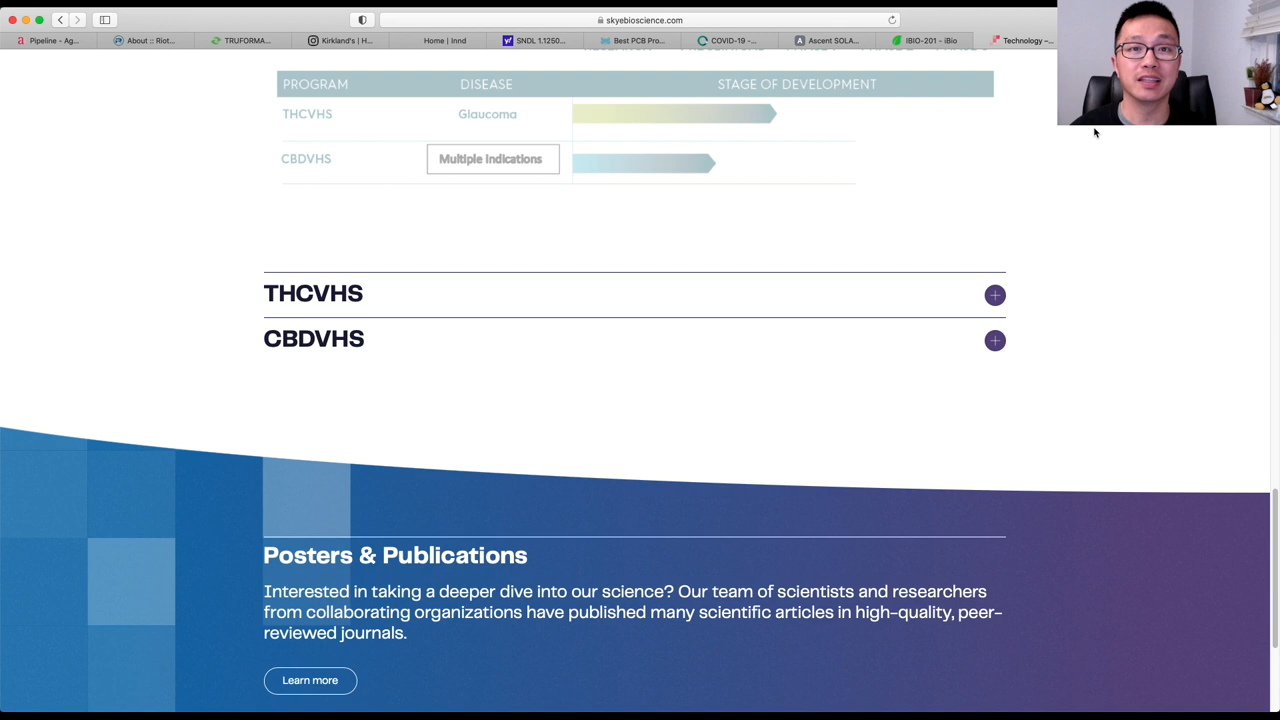 skyebioscience.com
Pipeline - Ag...
About :: Riot...
TRUFORMA...
Kirkland's | H...
Home | Innd
SNDL 1.1250...
Best PCB Pro...
COVID-19 -...
Ascent SOLA...
IBIO-201 - iBio
Technology –...
PROGRAM
DISEASE
STAGE OF DEVELOPMENT
THCVHS
Glaucoma
CBDVHS
Multiple Indications
THCVHS
CBDVHS
Posters & Publications
Interested in taking a deeper dive into our science? Our team of scientists and researchers
from collaborating organizations have published many scientific articles in high-quality, peer-
reviewed journals.
Learn more